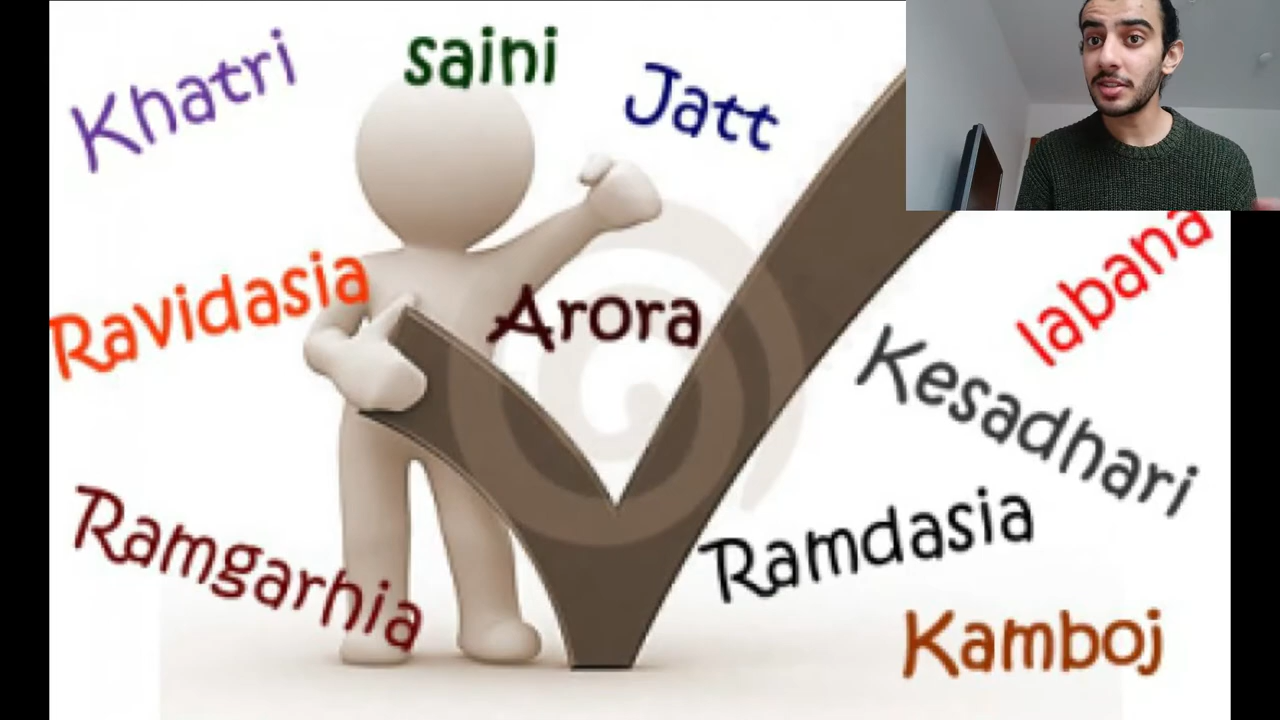 Khatri
saini
Jatt
Ravidasia
Arora
labana
Kesadhari
Ramgarhia
Ramdasia
Kamboj